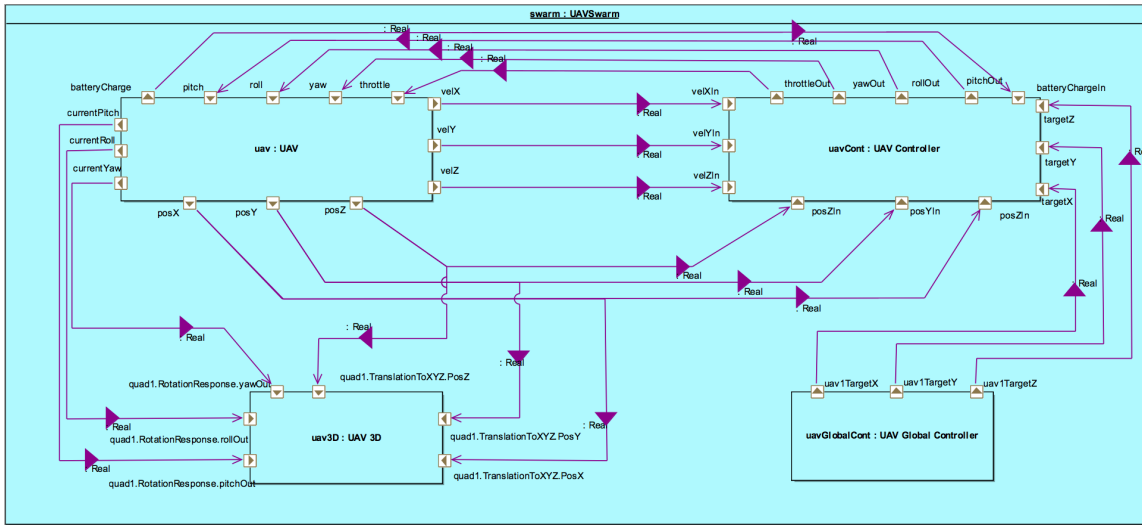 swarm : UAVSwarm
: Real
: Real
: Real
: Real
: Real
batteryCharge
pitch
roll
yaw
throttle
throttleOut
yawOut
rollOut
pitchOut
batteryChargeIn
currentPitch
currentRoll
currentYaw
velX
velY
velZ
: Real
: Real
: Real
velXIn
velYIn
velZIn
targetZ
targetY
targetX
uav : UAV
uavCont : UAV Controller
posX
posY
posZ
posZIn
posYIn
posZIn
: Real
: Real
: Real
: Real
: Real
: Real
: Real
: Real
: Real
: Real
quad1.RotationResponse.yawOut
quad1.TranslationToXYZ.PosZ
uav1TargetX
uav1TargetY
uav1TargetZ
: Real
quad1.RotationResponse.rollOut
uav3D : UAV 3D
quad1.TranslationToXYZ.PosY
uavGlobalCont : UAV Global Controller
: Real
: Real
quad1.RotationResponse.pitchOut
quad1.TranslationToXYZ.PosX